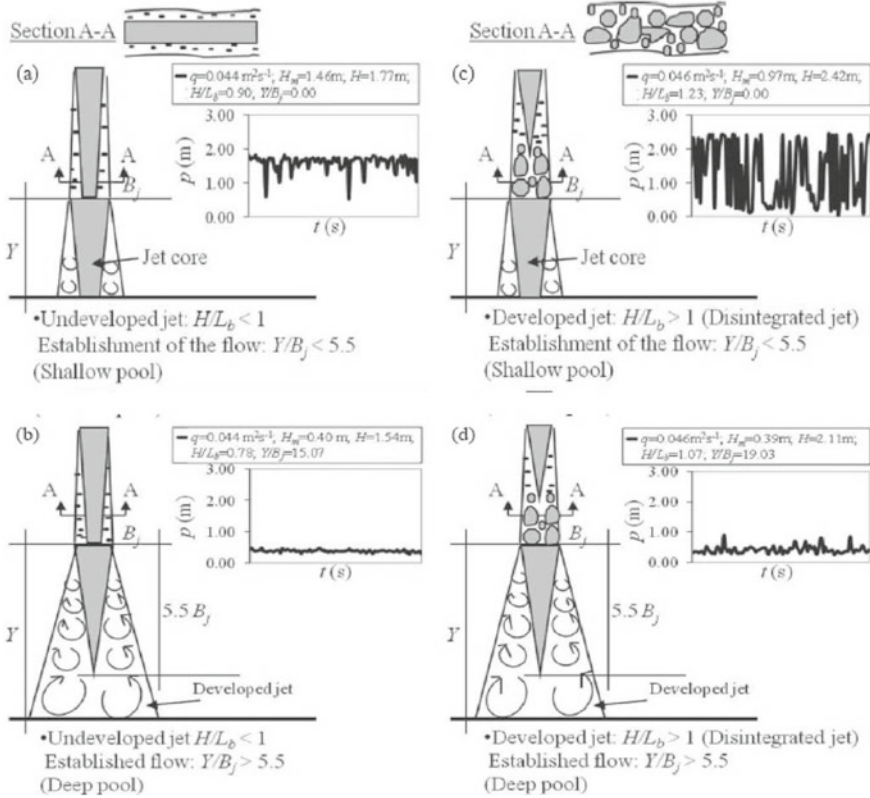 Section A-A
(a)
q=0.044 m²s⁻¹; Hₘ=1.46m; H=1.77m;
H/L_b=0.90; Y/B_j=0.00
A A
B_j
p (m)
3.00
2.00
1.00
0.00
t (s)
Y
Jet core
•Undeveloped jet: H/L_b < 1
Establishment of the flow: Y/B_j < 5.5
(Shallow pool)
Section A-A
(c)
q=0.046 m²s⁻¹; Hₘ=0.97m; H=2.42m;
H/L_b=1.23; Y/B_j=0.00
A A
B_j
p (m)
3.00
2.00
1.00
0.00
t (s)
Y
Jet core
•Developed jet: H/L_b > 1 (Disintegrated jet)
Establishment of the flow: Y/B_j < 5.5
(Shallow pool)
(b)
q=0.044 m²s⁻¹; Hₘ=0.40 m, H=1.54m;
H/L_b=0.78; Y/B_j=15.07
A A
B_j
p (m)
3.00
2.00
1.00
0.00
t (s)
Y
5.5 B_j
Developed jet
•Undeveloped jet H/L_b < 1
Established flow: Y/B_j > 5.5
(Deep pool)
(d)
q=0.046m²s⁻¹; Hₘ=0.39m, H=2.11m;
H/L_b=1.07; Y/B_j=19.03
A A
B_j
p (m)
3.00
2.00
1.00
0.00
t (s)
Y
5.5 B_j
Developed jet
•Developed jet: H/L_b > 1 (Disintegrated jet)
Established flow: Y/B_j > 5.5
(Deep pool)